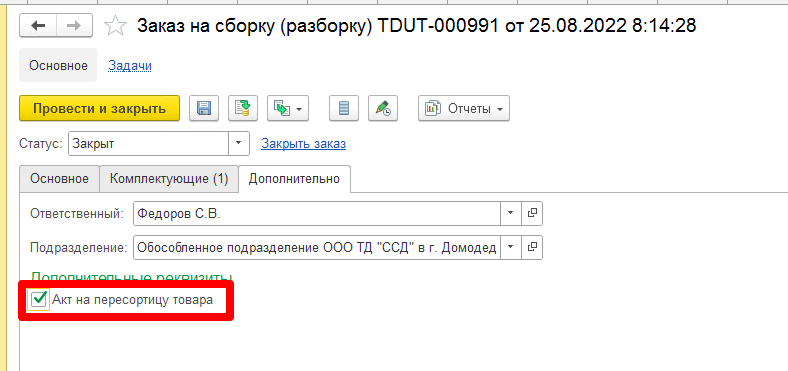 Заказ на сборку (разборку) TDUT-000991 от 25.08.2022 8:14:28
Основное Задачи
Провести и закрыть Отчеты
Статус: Закрыт Закрыть заказ
Основное Комплектующие (1) Дополнительно
Ответственный: Федоров С.В.
Подразделение: Обособленное подразделение ООО ТД "ССД" в г. Домодед
Дополнительные реквизиты
Акт на пересортицу товара